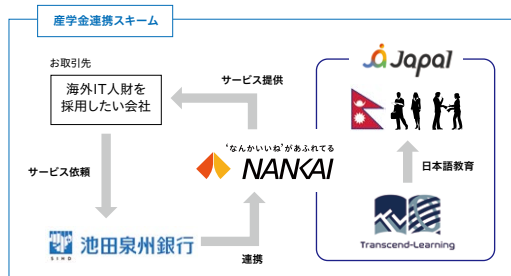 産学金連携スキーム
お取引先
海外IT人財を
採用したい会社
サービス提供
Japal
'なんかいいね'があふれてる
NANKAI
サービス依頼
日本語教育
SIHD
池田泉州銀行
連携
Transcend-Learning